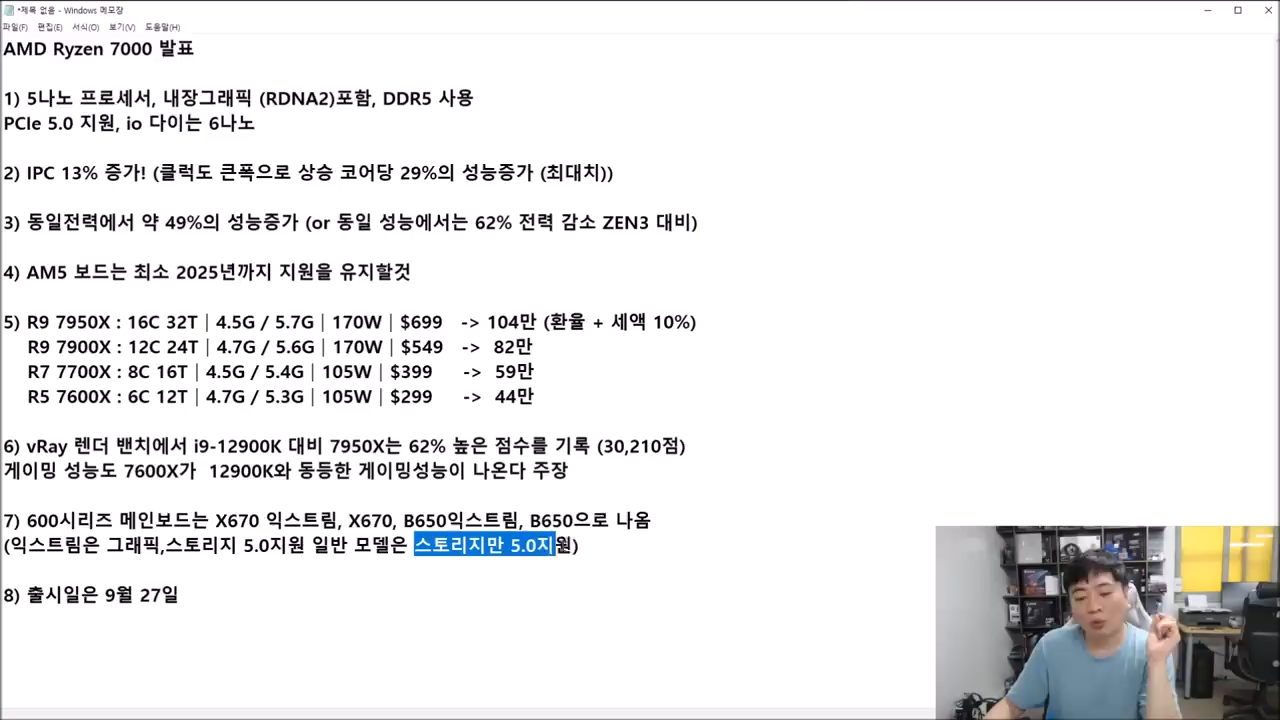 *제목 없음 - Windows 메모장
파일(F) 편집(E) 서식(O) 보기(V) 도움말(H)
AMD Ryzen 7000 발표
1) 5나노 프로세서, 내장그래픽 (RDNA2)포함, DDR5 사용
PCIe 5.0 지원, io 다이는 6나노
2) IPC 13% 증가! (클럭도 큰폭으로 상승 코어당 29%의 성능증가 (최대치))
3) 동일전력에서 약 49%의 성능증가 (or 동일 성능에서는 62% 전력 감소 ZEN3 대비)
4) AM5 보드는 최소 2025년까지 지원을 유지할것
5) R9 7950X : 16C 32T | 4.5G / 5.7G | 170W | $699 -> 104만 (환율 + 세액 10%)
R9 7900X : 12C 24T | 4.7G / 5.6G | 170W | $549 -> 82만
R7 7700X : 8C 16T | 4.5G / 5.4G | 105W | $399 -> 59만
R5 7600X : 6C 12T | 4.7G / 5.3G | 105W | $299 -> 44만
6) vRay 렌더 밴치에서 i9-12900K 대비 7950X는 62% 높은 점수를 기록 (30,210점)
게이밍 성능도 7600X가 12900K와 동등한 게이밍성능이 나온다 주장
7) 600시리즈 메인보드는 X670 익스트림, X670, B650익스트림, B650으로 나옴
(익스트림은 그래픽,스토리지 5.0지원 일반 모델은 스토리지만 5.0지원)
8) 출시일은 9월 27일